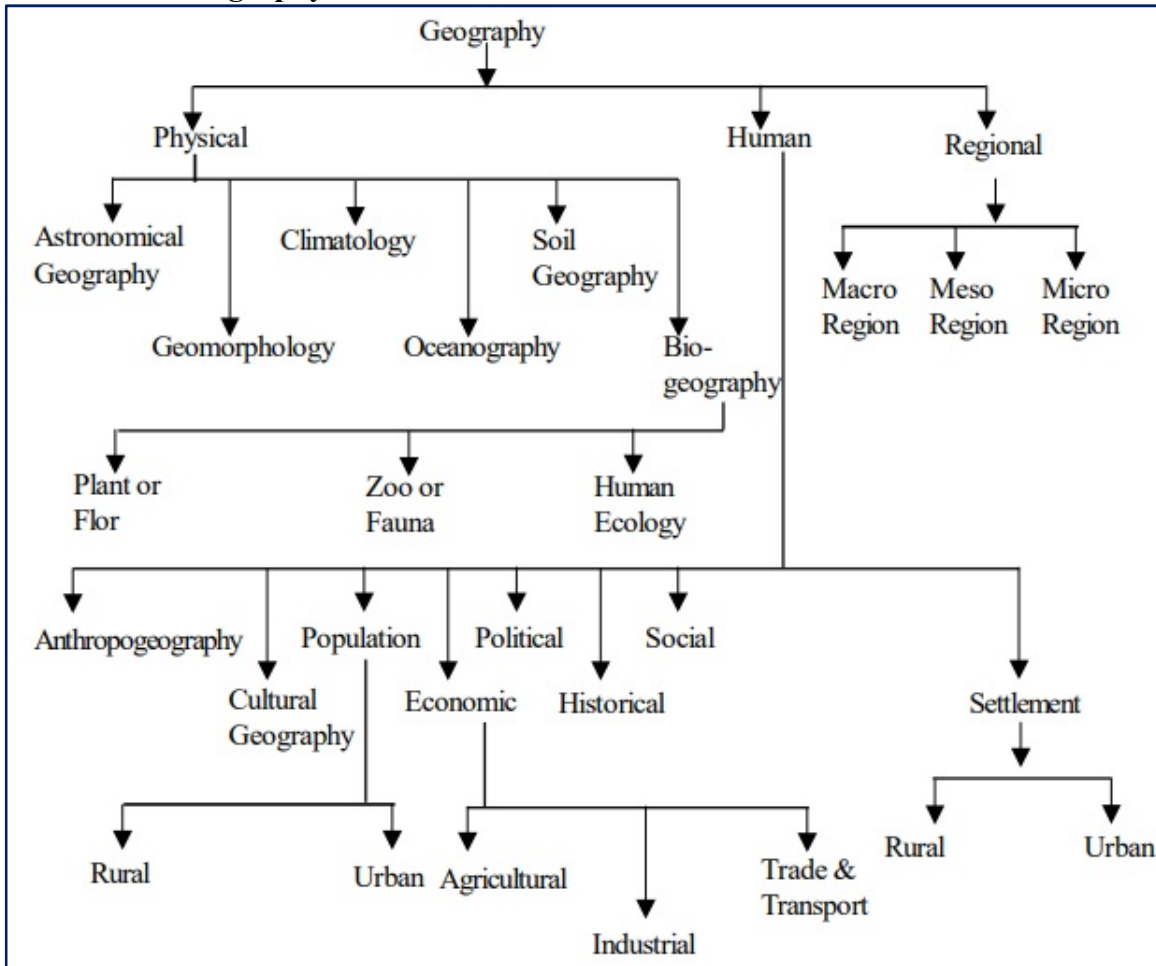 Geography
Physical
Human
Regional
Astronomical
Geography
Climatology
Soil
Geography
Macro
Region
Meso
Region
Micro
Region
Geomorphology
Oceanography
Bio-
geography
Plant or
Flor
Zoo or
Fauna
Human
Ecology
Anthropogeography
Population
Political
Social
Cultural
Geography
Economic
Historical
Settlement
Rural
Urban
Agricultural
Industrial
Trade &
Transport
Rural
Urban